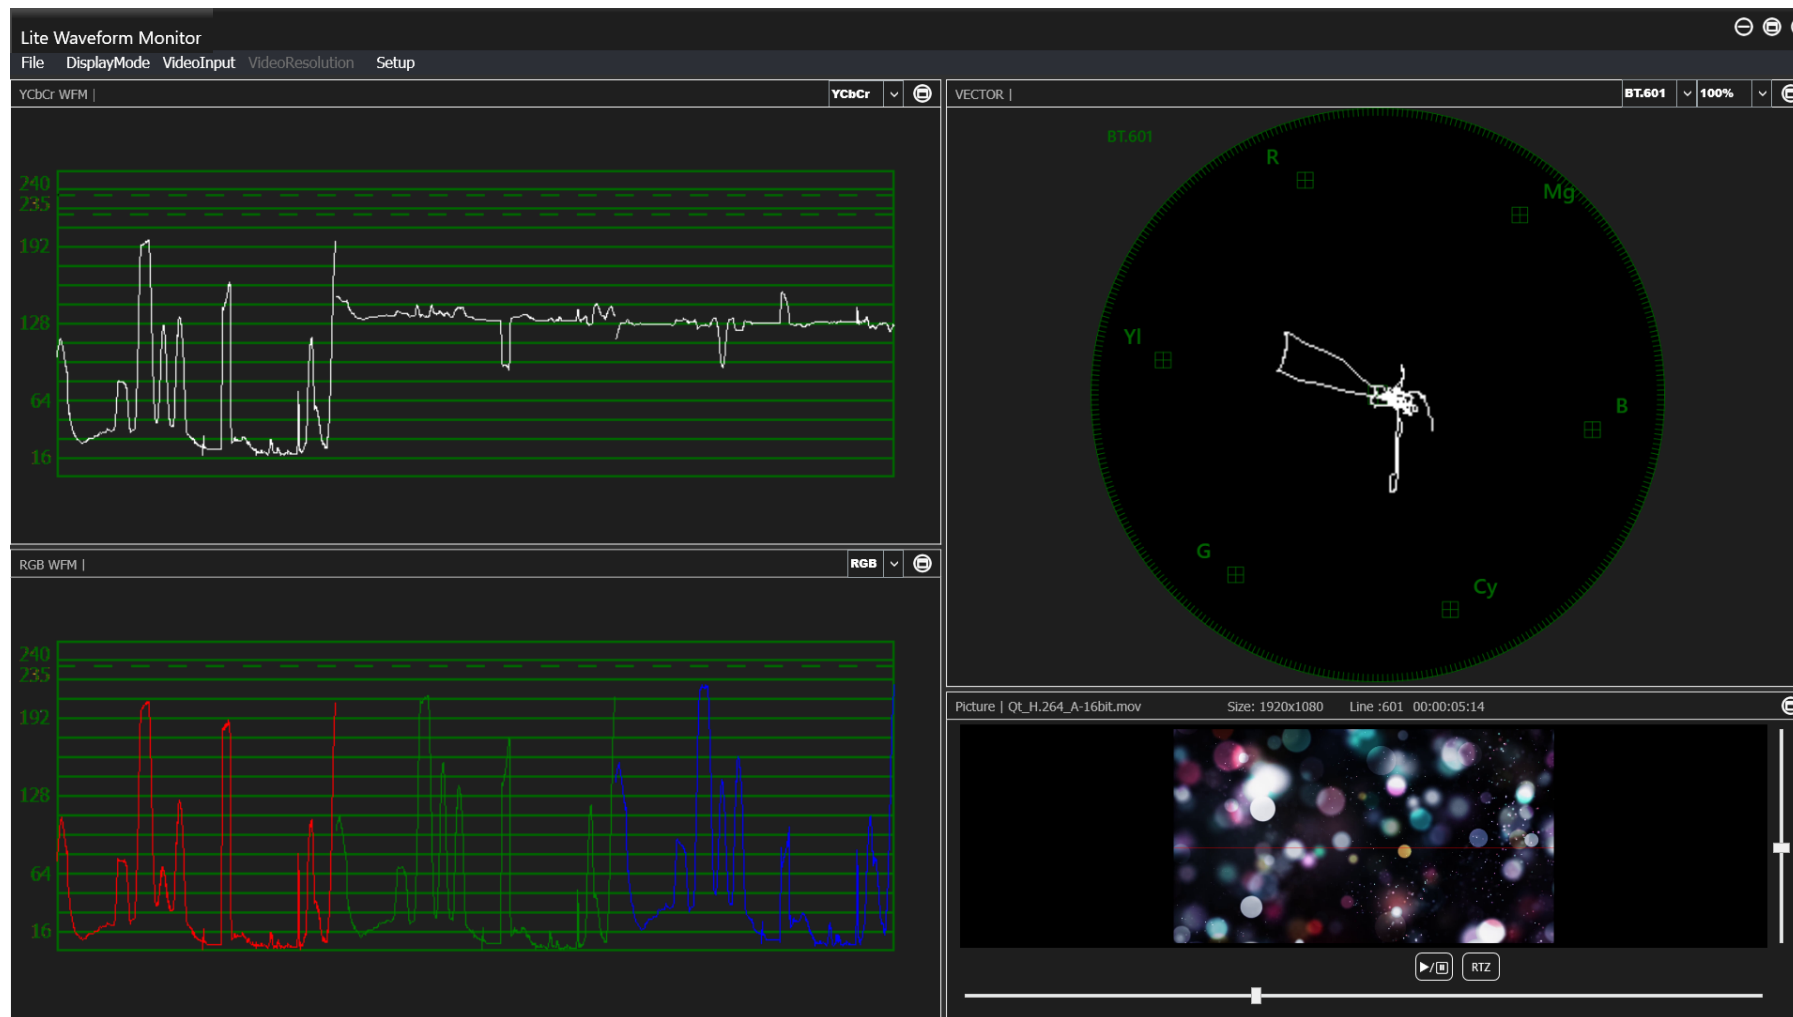 Lite Waveform Monitor
File DisplayMode VideoInput VideoResolution Setup
YCbCr WFM | YCbCr
240
235
192
128
64
16
RGB WFM | RGB
240
235
192
128
64
16
VECTOR | BT.601 100%
BT.601
R
Mg
Yl
B
G
Cy
Picture | Qt_H.264_A-16bit.mov Size: 1920x1080 Line :601 00:00:05:14
RTZ